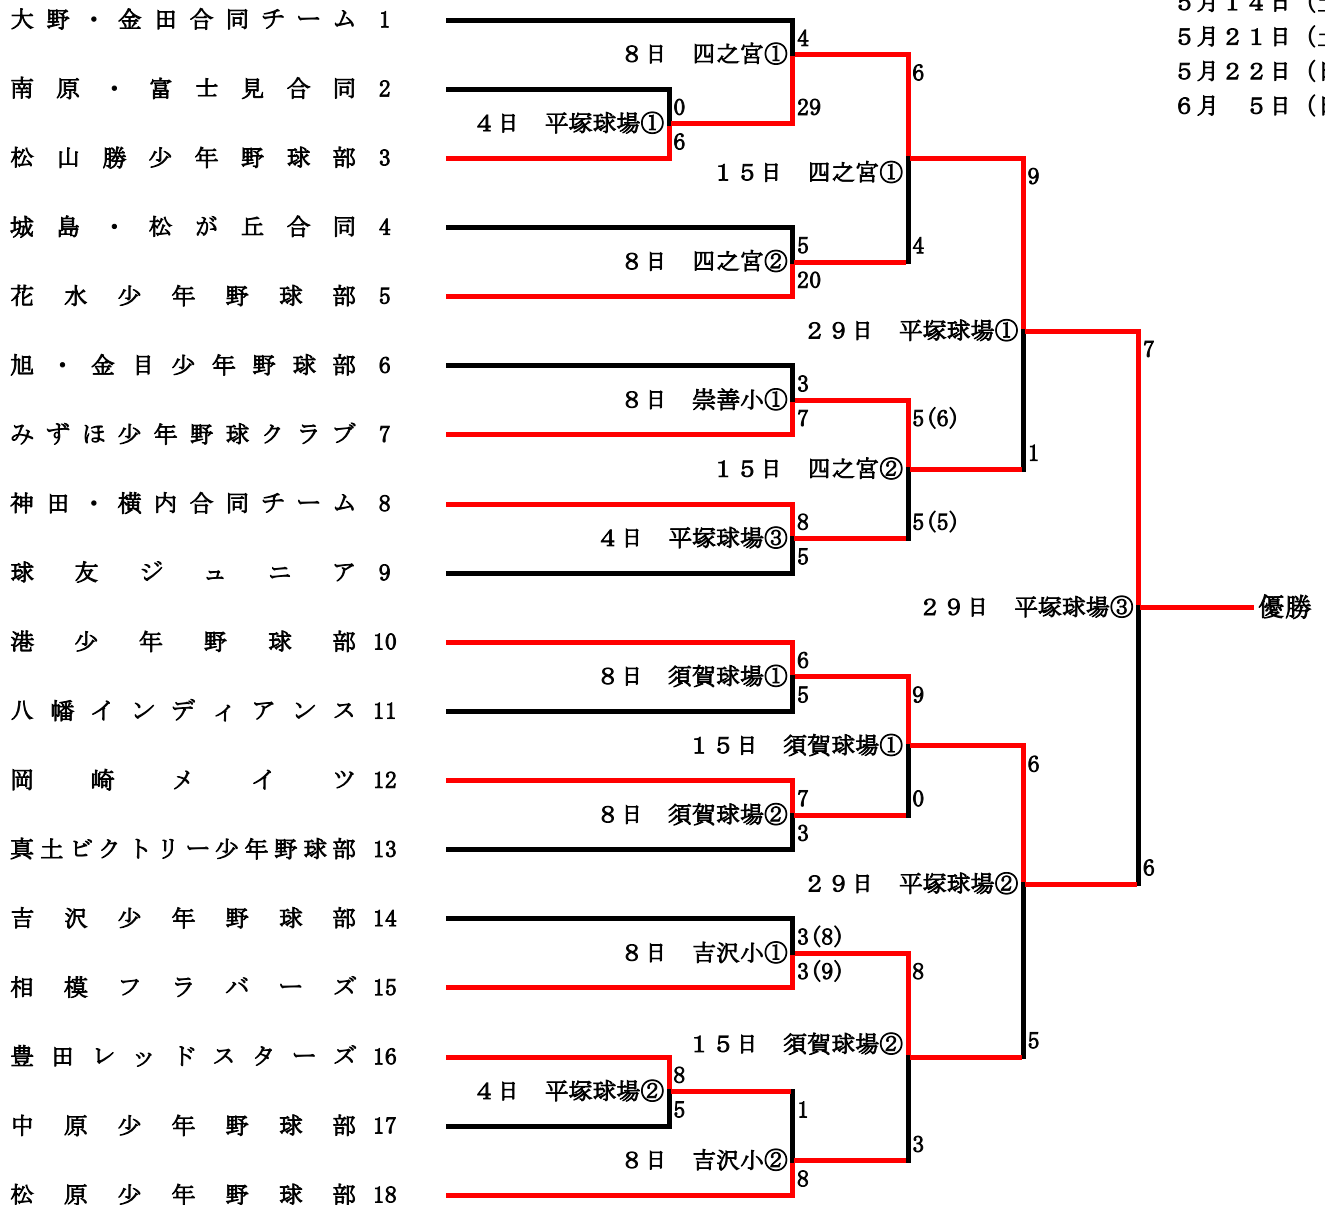 大野・金田合同チーム 1
5月14日（土
4
8日 四之宮① 6
5月21日（土
5月22日（日
南原・富士見合同 2
0
29
6月 5日（日
4日 平塚球場①
6
松山勝少年野球部 3
15日 四之宮① 9
城島・松が丘合同 4
5
4
8日 四之宮②
20
花水少年野球部 5
29日 平塚球場① 7
旭・金目少年野球部 6
3
8日 崇善小①
7
5(6)
みずほ少年野球クラブ 7
1
15日 四之宮②
神田・横内合同チーム 8
8
5(5)
4日 平塚球場③
5
球友ジュニア 9
29日 平塚球場③ 優勝
港少年野球部 10
6
8日 須賀球場①
5
9
八幡インディアンス 11
15日 須賀球場① 6
岡崎メイツ 12
7
0
8日 須賀球場②
3
真土ビクトリー少年野球部 13
6
29日 平塚球場②
吉沢少年野球部 14
3(8)
8日 吉沢小①
3(9)
8
相模フラバーズ 15
15日 須賀球場② 5
豊田レッドスターズ 16
8
4日 平塚球場②
5
1
中原少年野球部 17
3
8日 吉沢小②
8
松原少年野球部 18